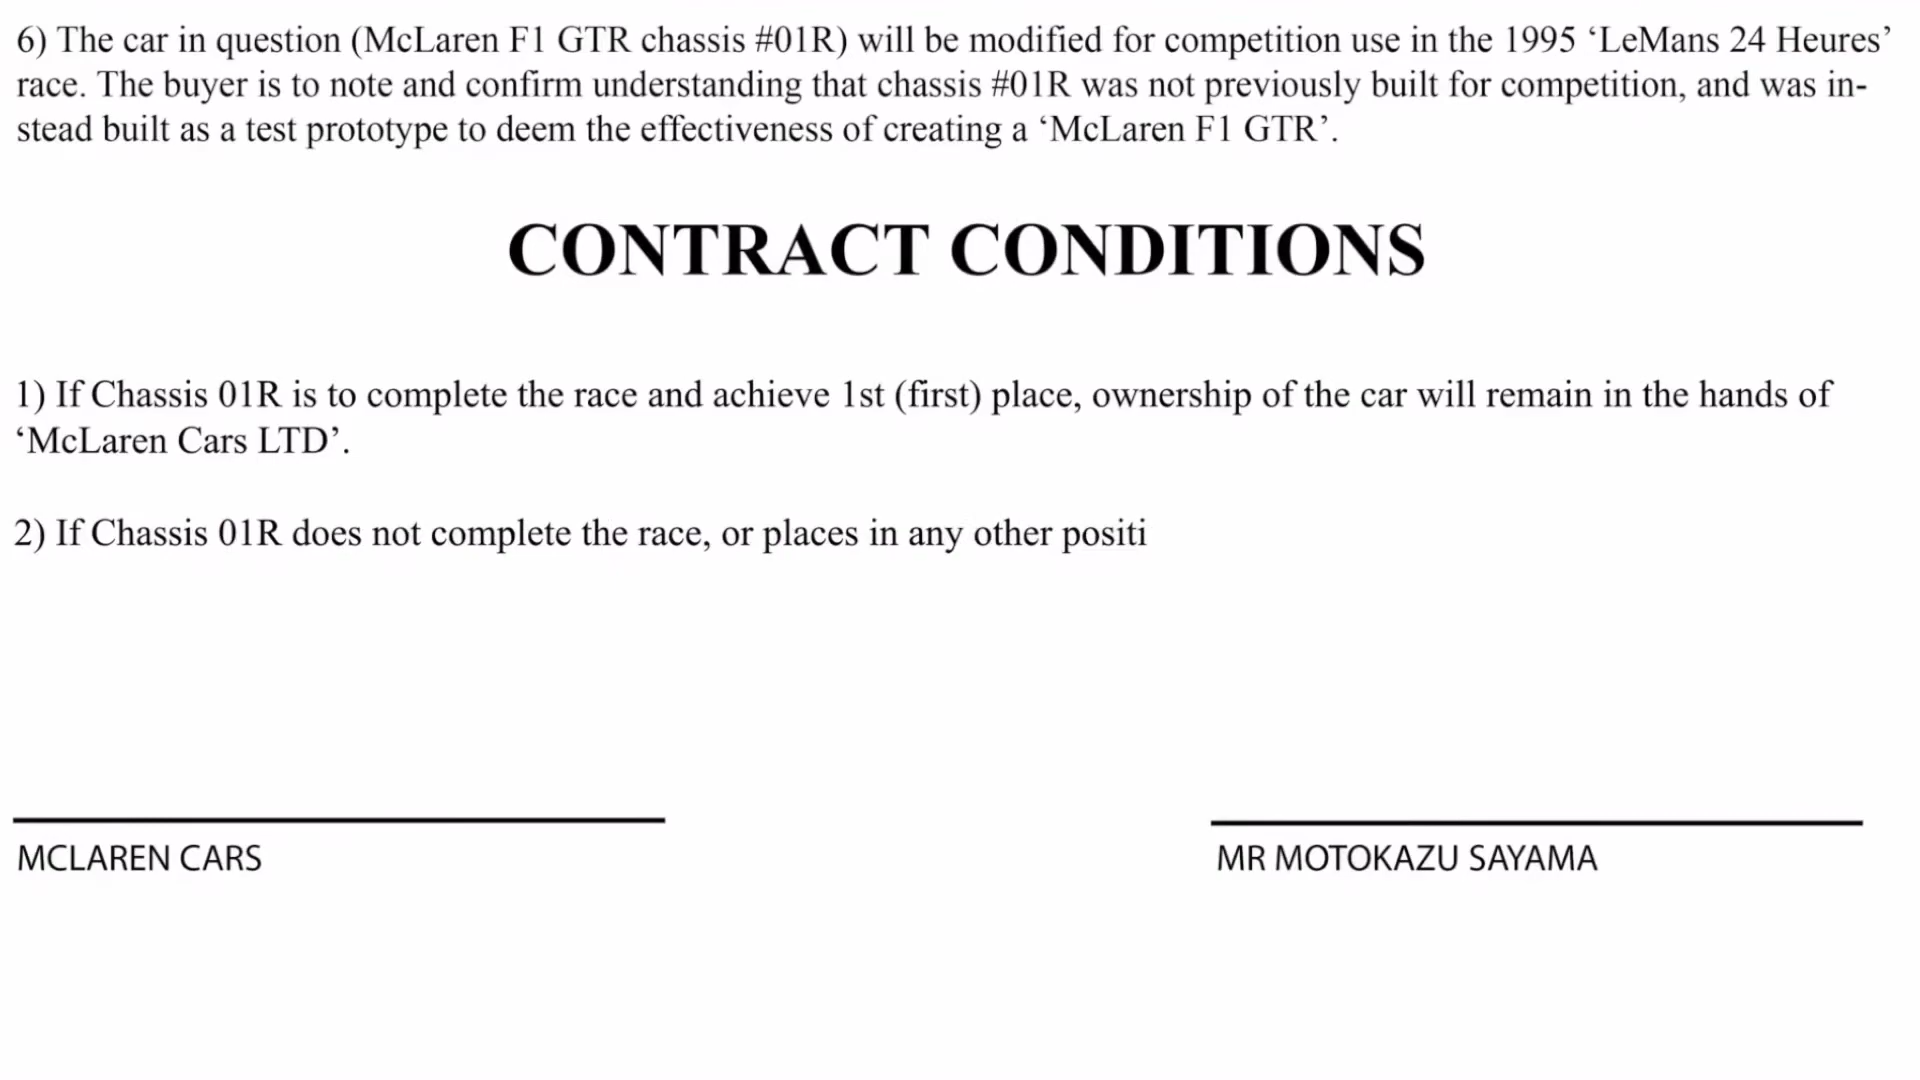 6) The car in question (McLaren F1 GTR chassis #01R) will be modified for competition use in the 1995 ‘LeMans 24 Heures’
race. The buyer is to note and confirm understanding that chassis #01R was not previously built for competition, and was in-
stead built as a test prototype to deem the effectiveness of creating a ‘McLaren F1 GTR’.
CONTRACT CONDITIONS
1) If Chassis 01R is to complete the race and achieve 1st (first) place, ownership of the car will remain in the hands of
‘McLaren Cars LTD’.
2) If Chassis 01R does not complete the race, or places in any other positi
MCLAREN CARS
MR MOTOKAZU SAYAMA